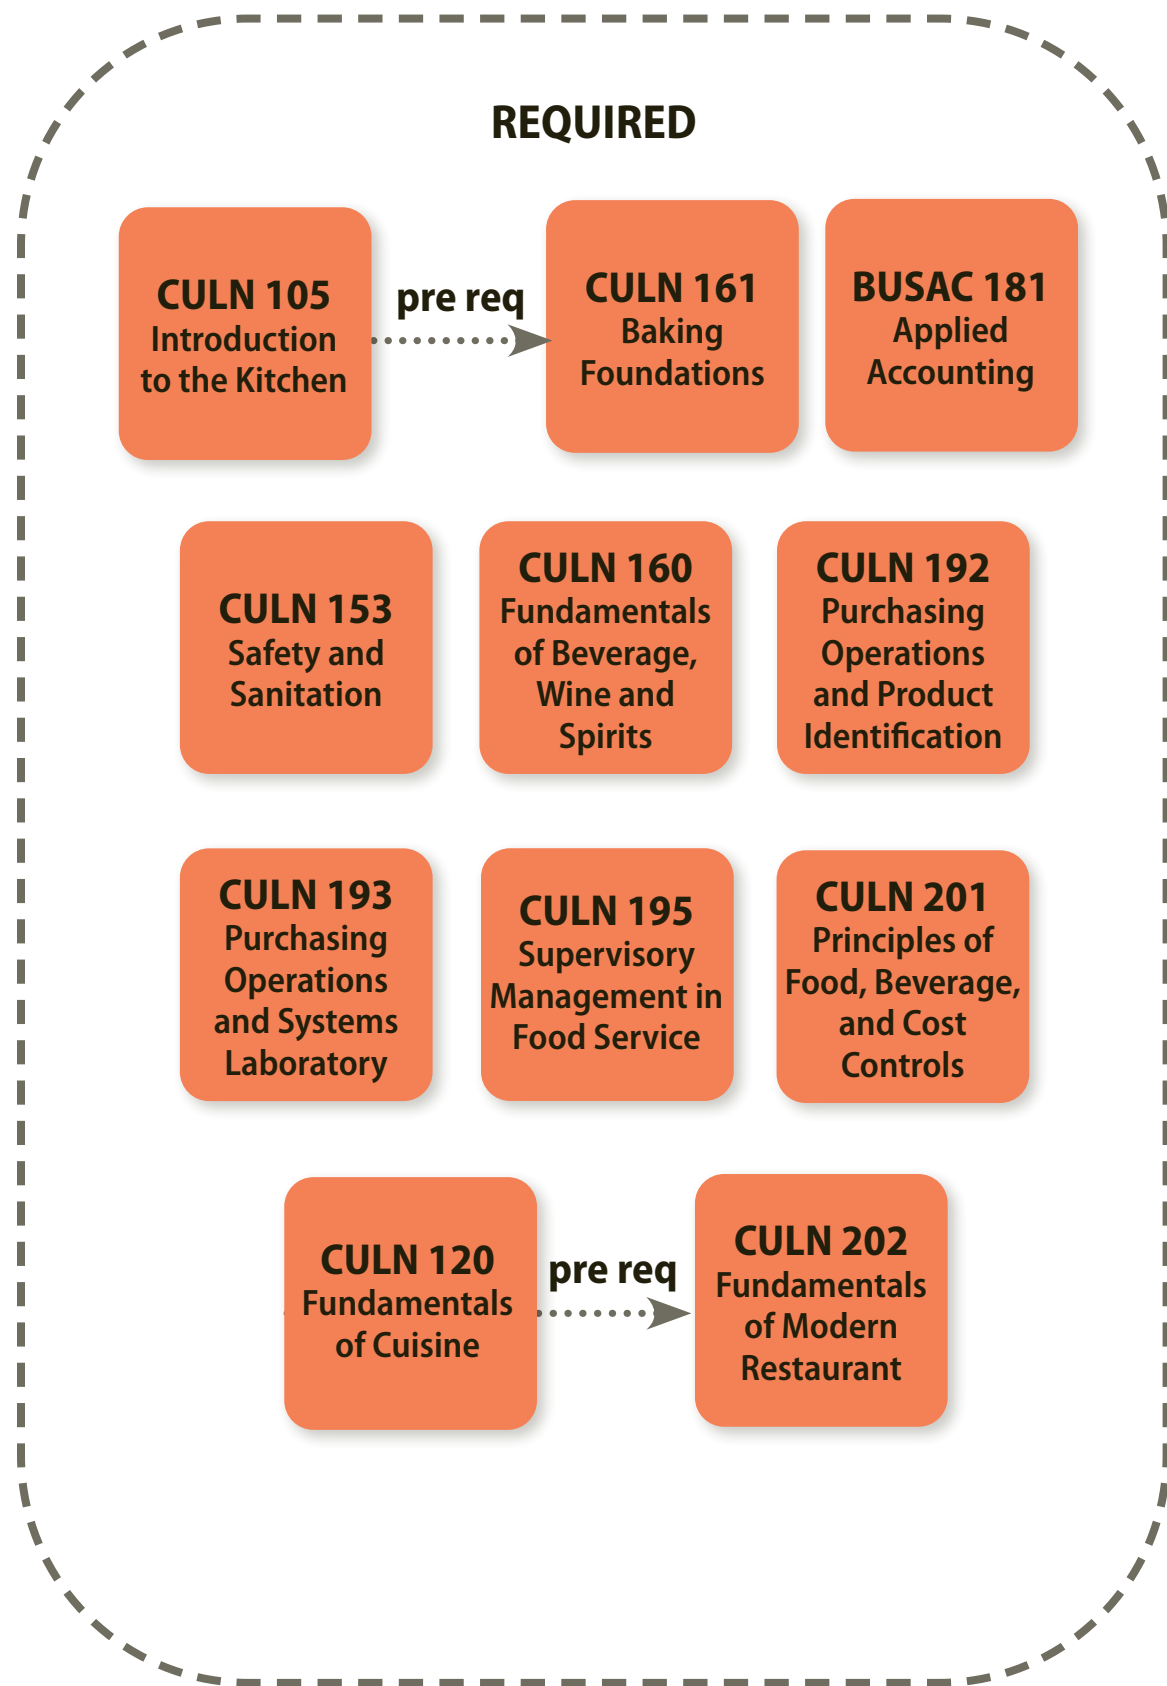 REQUIRED
CULN 105
Introduction
to the Kitchen
pre req
CULN 161
Baking
Foundations
BUSAC 181
Applied
Accounting
CULN 153
Safety and
Sanitation
CULN 160
Fundamentals
of Beverage,
Wine and
Spirits
CULN 192
Purchasing
Operations
and Product
Identification
CULN 193
Purchasing
Operations
and Systems
Laboratory
CULN 195
Supervisory
Management in
Food Service
CULN 201
Principles of
Food, Beverage,
and Cost
Controls
CULN 120
Fundamentals
of Cuisine
pre req
CULN 202
Fundamentals
of Modern
Restaurant